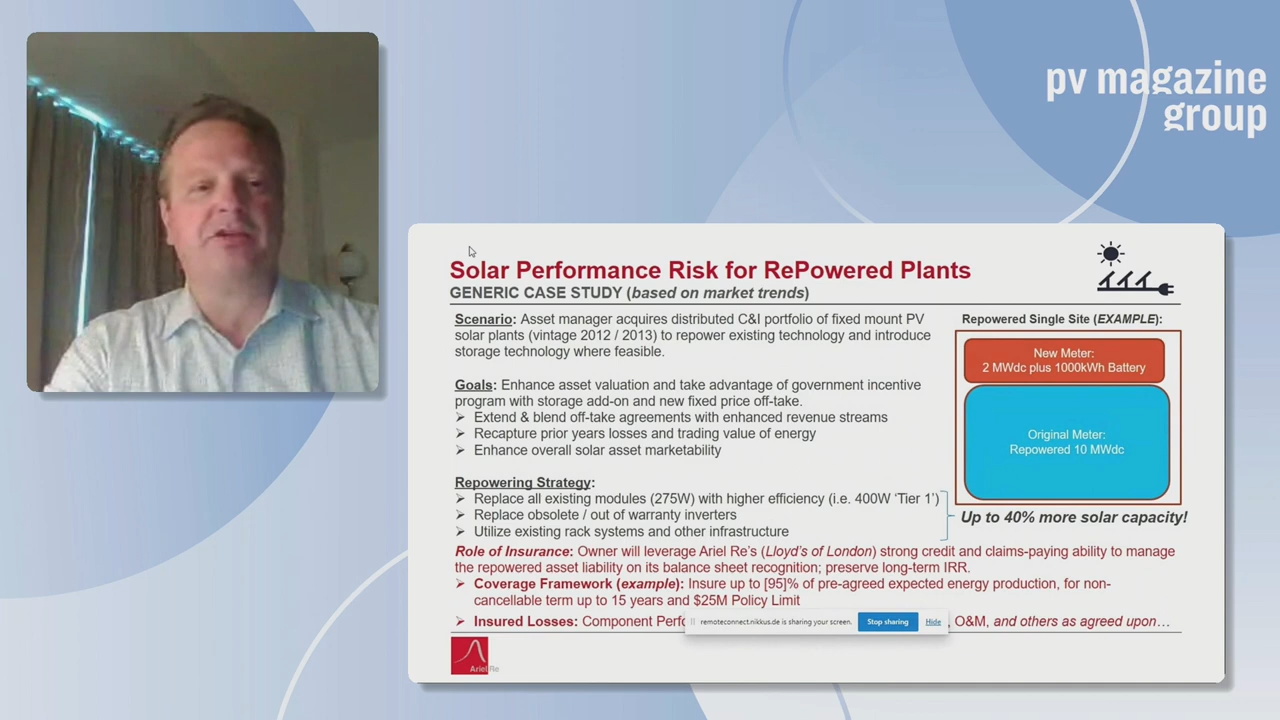 pv magazine
group
Solar Performance Risk for RePowered Plants
GENERIC CASE STUDY (based on market trends)
Scenario: Asset manager acquires distributed C&I portfolio of fixed mount PV
solar plants (vintage 2012 / 2013) to repower existing technology and introduce
storage technology where feasible.
Goals: Enhance asset valuation and take advantage of government incentive
program with storage add-on and new fixed price off-take.
➢ Extend & blend off-take agreements with enhanced revenue streams
➢ Recapture prior years losses and trading value of energy
➢ Enhance overall solar asset marketability
Repowering Strategy:
➢ Replace all existing modules (275W) with higher efficiency (i.e. 400W ‘Tier 1’)
➢ Replace obsolete / out of warranty inverters
➢ Utilize existing rack systems and other infrastructure
Repowered Single Site (EXAMPLE):
New Meter:
2 MWdc plus 1000kWh Battery
Original Meter:
Repowered 10 MWdc
Up to 40% more solar capacity!
Role of Insurance: Owner will leverage Ariel Re’s (Lloyd’s of London) strong credit and claims-paying ability to manage
the repowered asset liability on its balance sheet recognition; preserve long-term IRR.
➢ Coverage Framework (example): Insure up to [95]% of pre-agreed expected energy production, for non-
cancellable term up to 15 years and $25M Policy Limit
➢ Insured Losses: Component , O&M, and others as agreed upon…
remoteconnect.nikkus.de is sharing your screen. Stop sharing Hide
Ariel Re